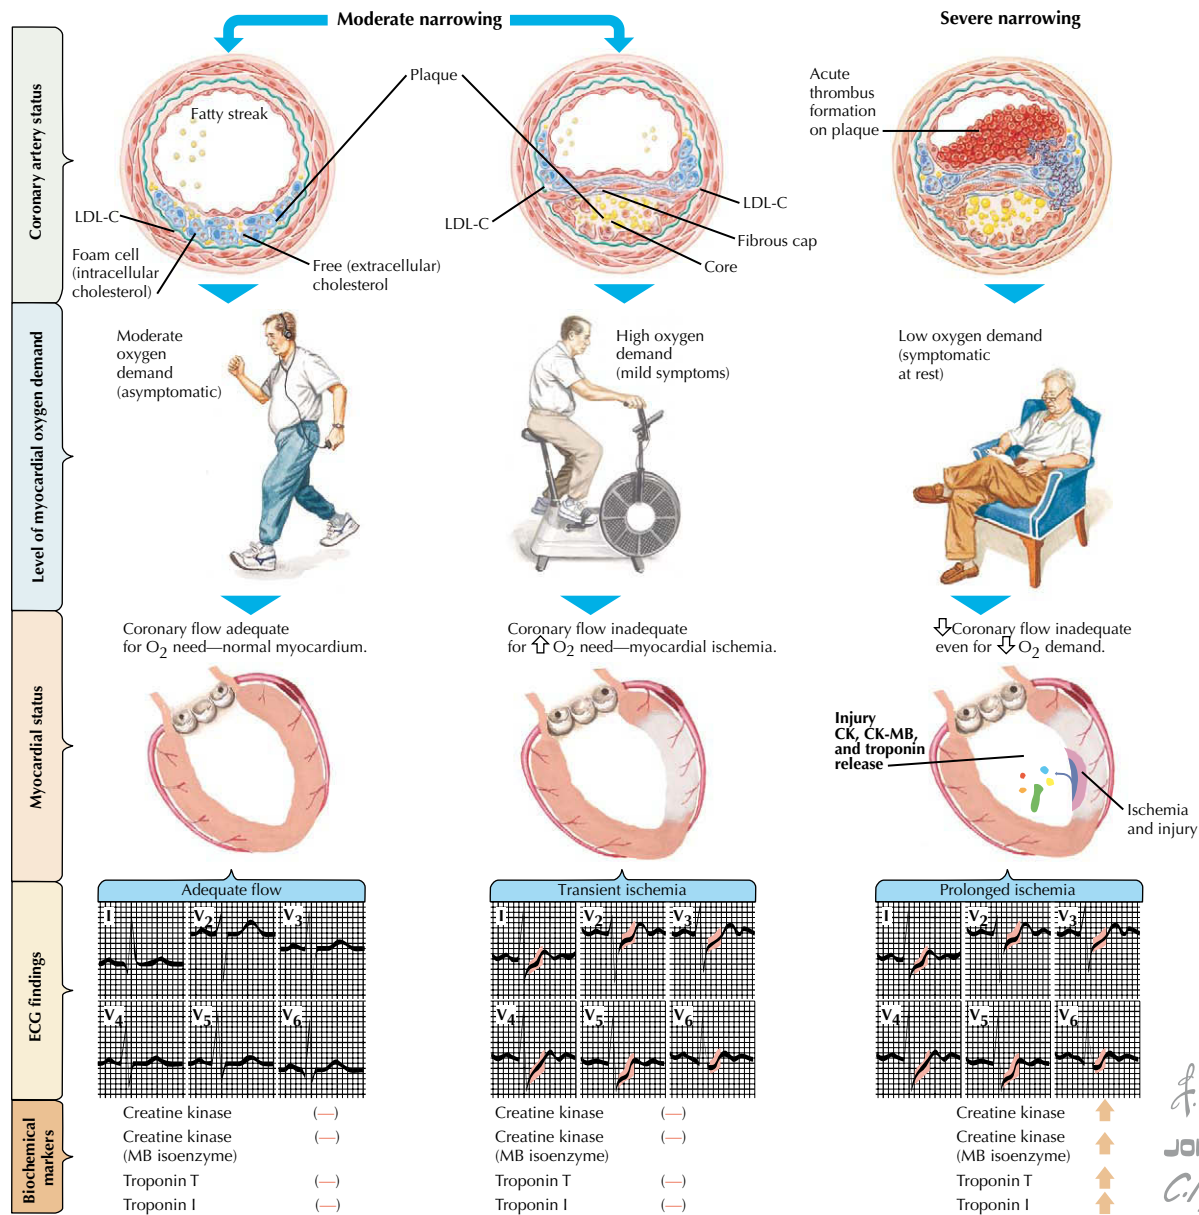 Moderate narrowing
Severe narrowing
Coronary artery status
Fatty streak
Plaque
LDL-C
Foam cell
(intracellular
cholesterol)
Free (extracellular)
cholesterol
LDL-C
LDL-C
Fibrous cap
Core
Acute
thrombus
formation
on plaque
Level of myocardial oxygen demand
Moderate
oxygen
demand
(asymptomatic)
High oxygen
demand
(mild symptoms)
Low oxygen demand
(symptomatic
at rest)
Myocardial status
Coronary flow adequate
for O2 need—normal myocardium.
Coronary flow inadequate
for ⇧ O2 need—myocardial ischemia.
⇩ Coronary flow inadequate
even for ⇩ O2 demand.
Injury
CK, CK-MB,
and troponin
release
Ischemia
and injury
ECG findings
Adequate flow
I V2 V3
V4 V5 V6
Transient ischemia
I V2 V3
V4 V5 V6
Prolonged ischemia
I V2 V3
V4 V5 V6
Biochemical
markers
Creatine kinase (—)
Creatine kinase (—)
(MB isoenzyme)
Troponin T (—)
Troponin I (—)
Creatine kinase (—)
Creatine kinase (—)
(MB isoenzyme)
Troponin T (—)
Troponin I (—)
Creatine kinase
Creatine kinase
(MB isoenzyme)
Troponin T
Troponin I